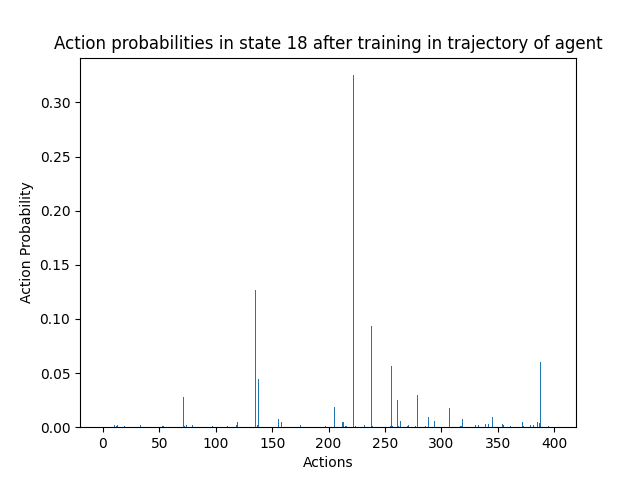 Action probabilities in state 18 after training in trajectory of agent
0.30
0.25
0.20
0.15
0.10
0.05
0.00
Action Probability
0 50 100 150 200 250 300 350 400
Actions